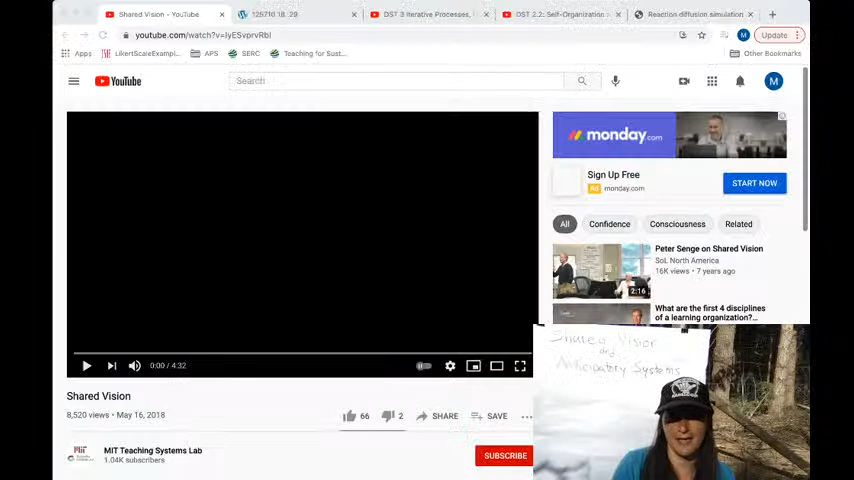 Shared Vision - YouTube
125710 18..29
DST 3 Iterative Processes,
DST 2.2: Self-Organization
Reaction diffusion simulation
Update
Apps
LikertScaleExampl...
APS
SERC
Teaching for Sust...
Other Bookmarks
YouTube
Search
M
monday.com
Sign Up Free
Ad monday.com
START NOW
All
Confidence
Consciousness
Related
Peter Senge on Shared Vision
SoL North America
16K views • 7 years ago
2:16
What are the first 4 disciplines
of a learning organization?...
0:00 / 4:32
Shared Vision
and
Anticipatory Systems
Shared Vision
8,520 views • May 16, 2018
66
2
SHARE
SAVE
MIT Teaching Systems Lab
1.04K subscribers
SUBSCRIBE